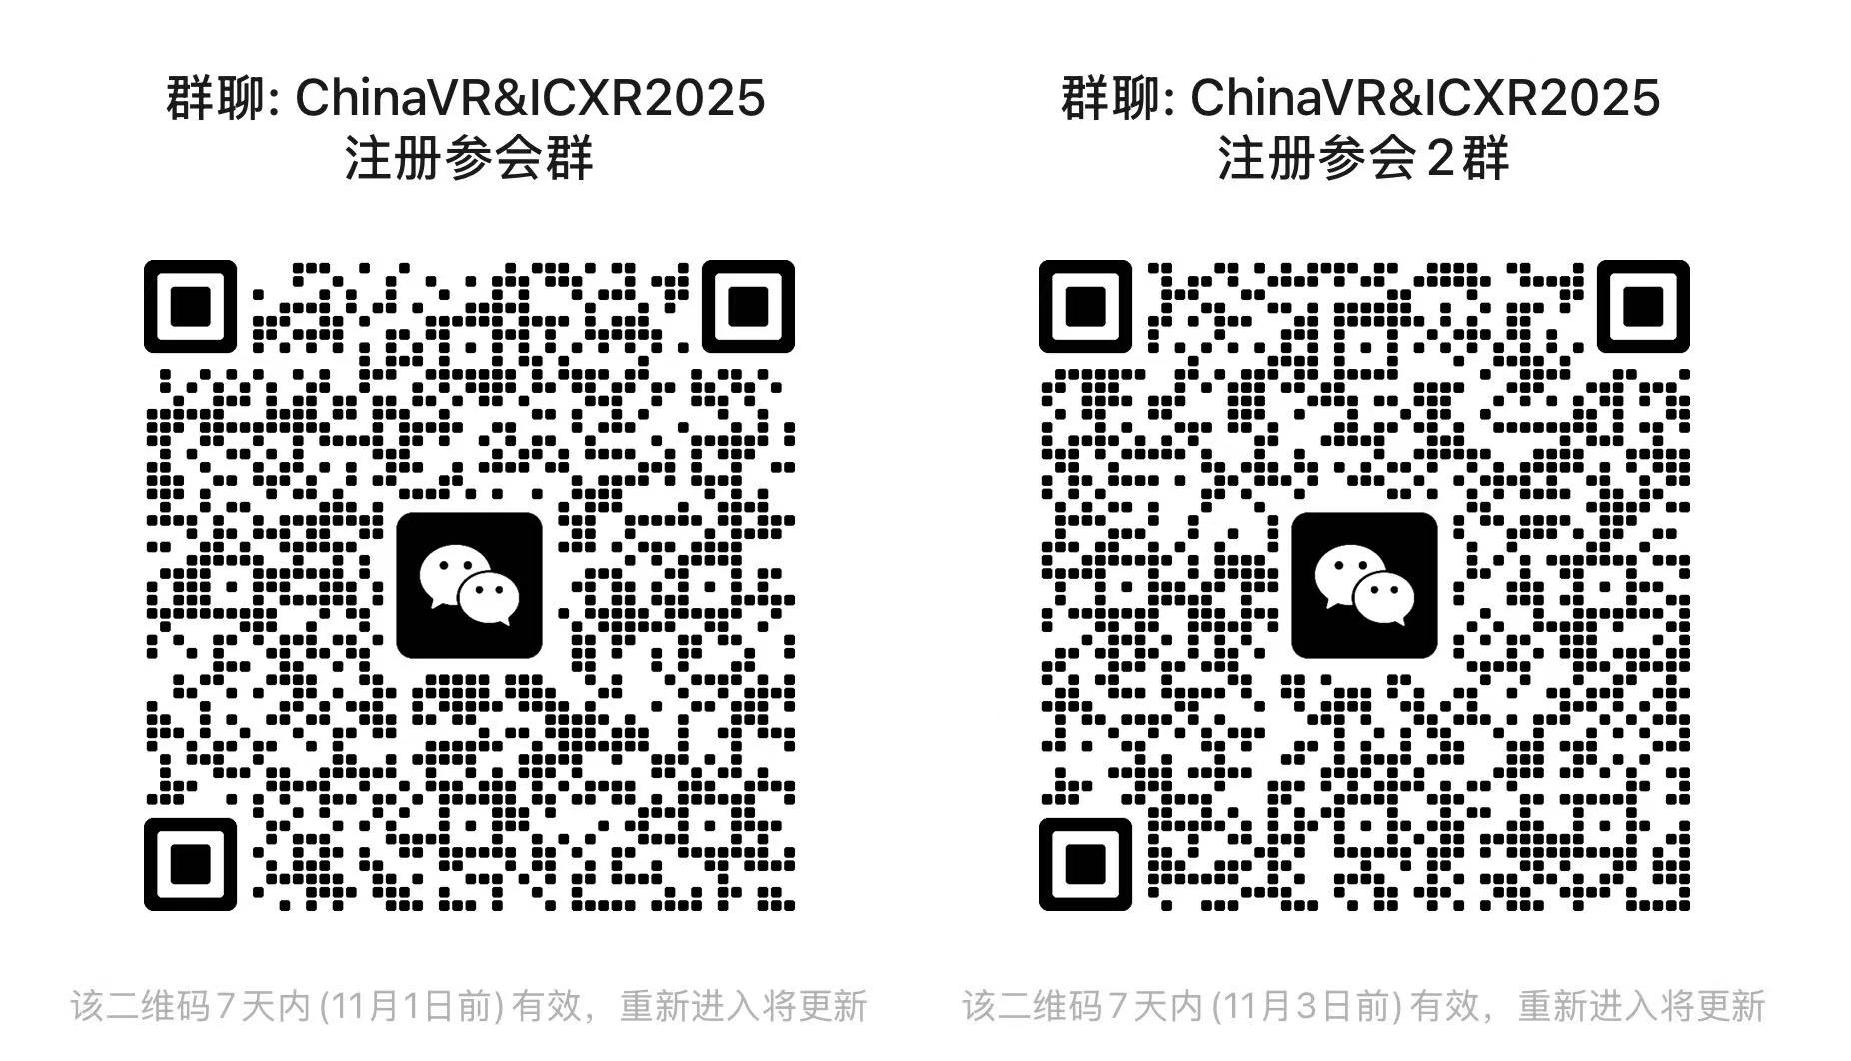 群聊: ChinaVR&ICXR2025
注册参会群
该二维码7天内(11月1日前)有效，重新进入将更新
群聊: ChinaVR&ICXR2025
注册参会2群
该二维码7天内(11月3日前)有效，重新进入将更新